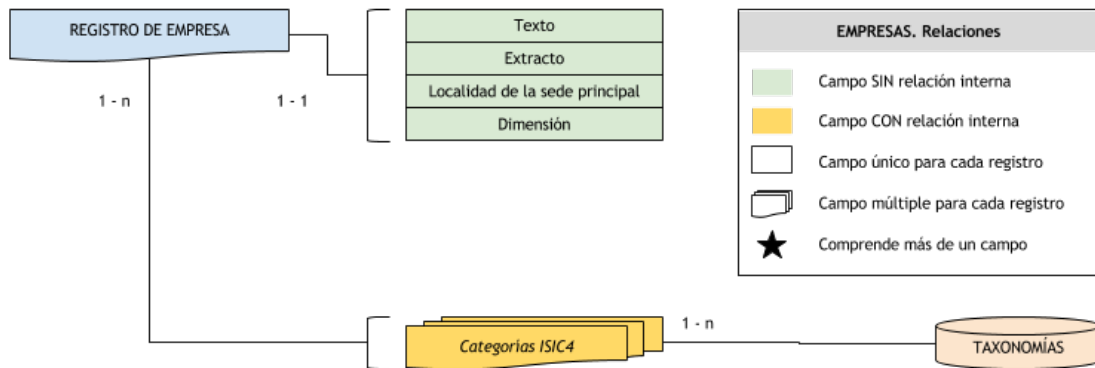 REGISTRO DE EMPRESA
1 - n
1 - 1
Texto
Extracto
Localidad de la sede principal
Dimensión
EMPRESAS. Relaciones
Campo SIN relación interna
Campo CON relación interna
Campo único para cada registro
Campo múltiple para cada registro
Comprende más de un campo
Categorías ISIC4
1 - n
TAXONOMÍAS